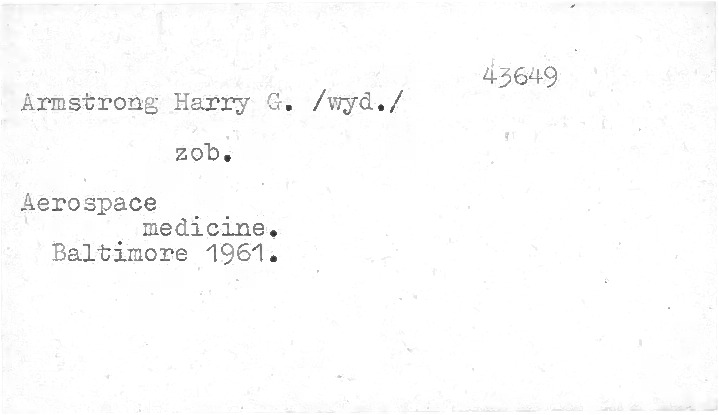 43649
Armstrong Harry G. /wyd./
zob.
Aerospace
medicine.
Baltimore 1961.